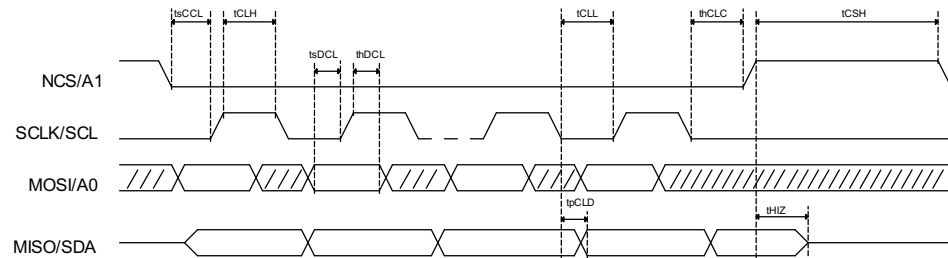 tsCCL tCLH tCLL thCLC tCSH
tsDCL thDCL
NCS/A1
SCLK/SCL
MOSI/A0
tpCLD tHIZ
MISO/SDA